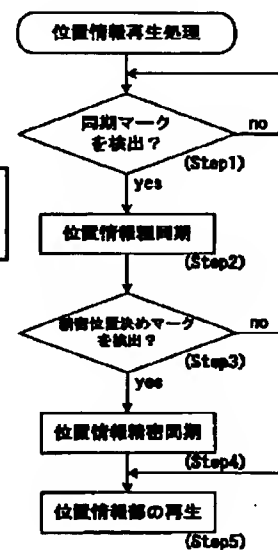 位置情報再生処理
同期マーク
を検出?
no
(Step1)
yes
位置情報粗同期
(Step2)
精密位置決めマーク
を検出?
no
(Step3)
yes
位置情報精密同期
(Step4)
位置情報部の再生
(Step5)